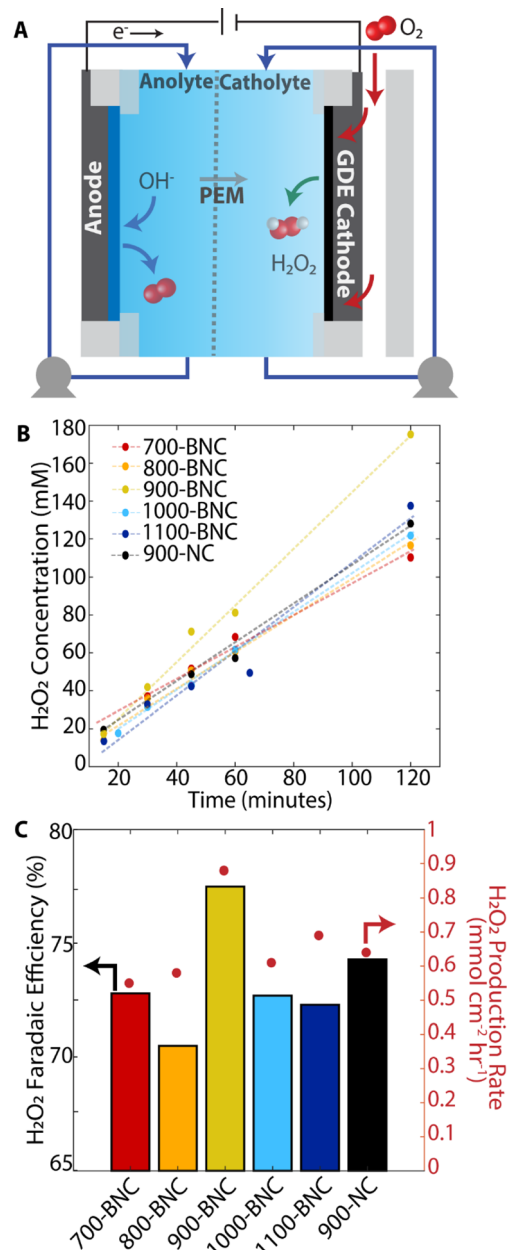 A
e⁻
O₂
Anolyte
Catholyte
Anode
OH⁻
PEM
H₂O₂
GDE Cathode
B
H₂O₂ Concentration (mM)
180
160
140
120
100
80
60
40
20
0
700-BNC
800-BNC
900-BNC
1000-BNC
1100-BNC
900-NC
20
40
60
80
100
120
Time (minutes)
C
H₂O₂ Faradaic Efficiency (%)
80
75
70
65
1
0.9
0.8
0.7
0.6
0.5
0.4
0.3
0.2
0.1
0
H₂O₂ Production Rate
(mmol cm⁻² hr⁻¹)
700-BNC
800-BNC
900-BNC
1000-BNC
1100-BNC
900-NC